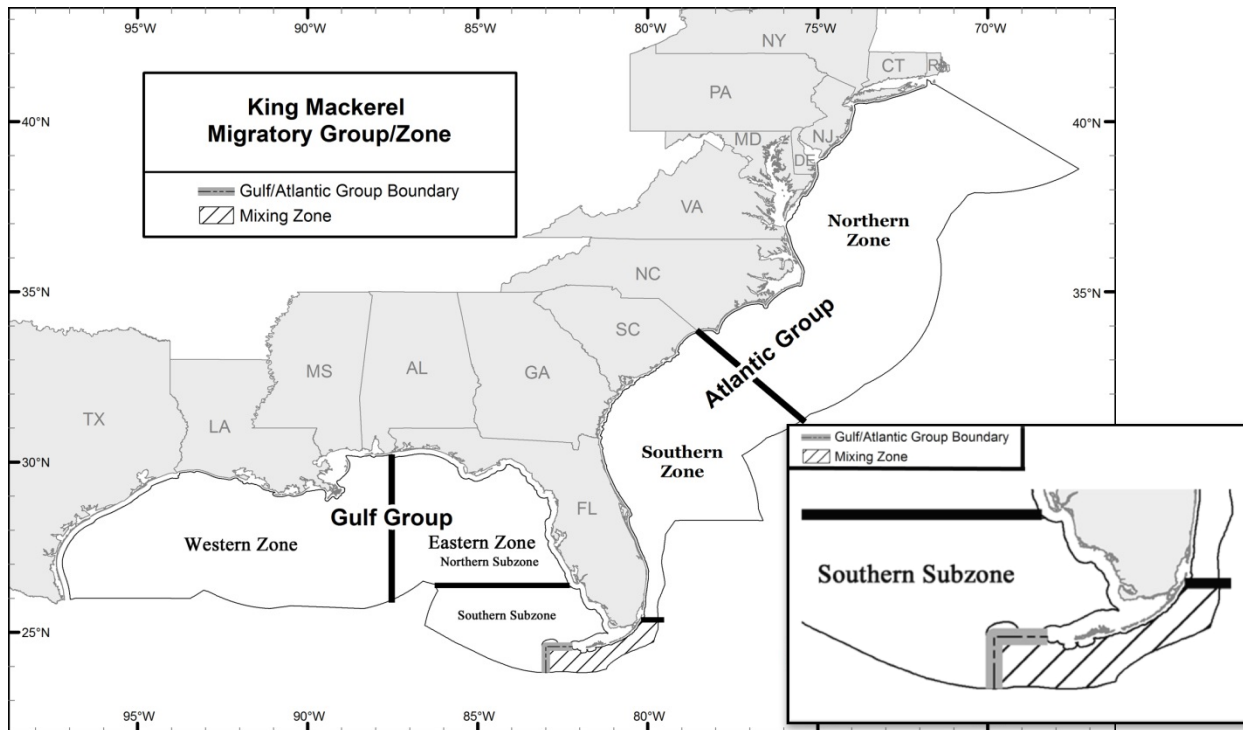 95°W 90°W 85°W 80°W 75°W 70°W
King Mackerel
Migratory Group/Zone
Gulf/Atlantic Group Boundary
Mixing Zone
NY
CT
RI
PA
40°N
40°N
NJ
MD
DE
VA
Northern
Zone
NC
35°N
35°N
SC
Atlantic Group
MS
AL
GA
TX
LA
30°N
Southern
Zone
FL
Gulf Group
Western Zone
Eastern Zone
Northern Subzone
Southern Subzone
25°N
Gulf/Atlantic Group Boundary
Mixing Zone
Southern Subzone
95°W 90°W 85°W 80°W 75°W 70°W